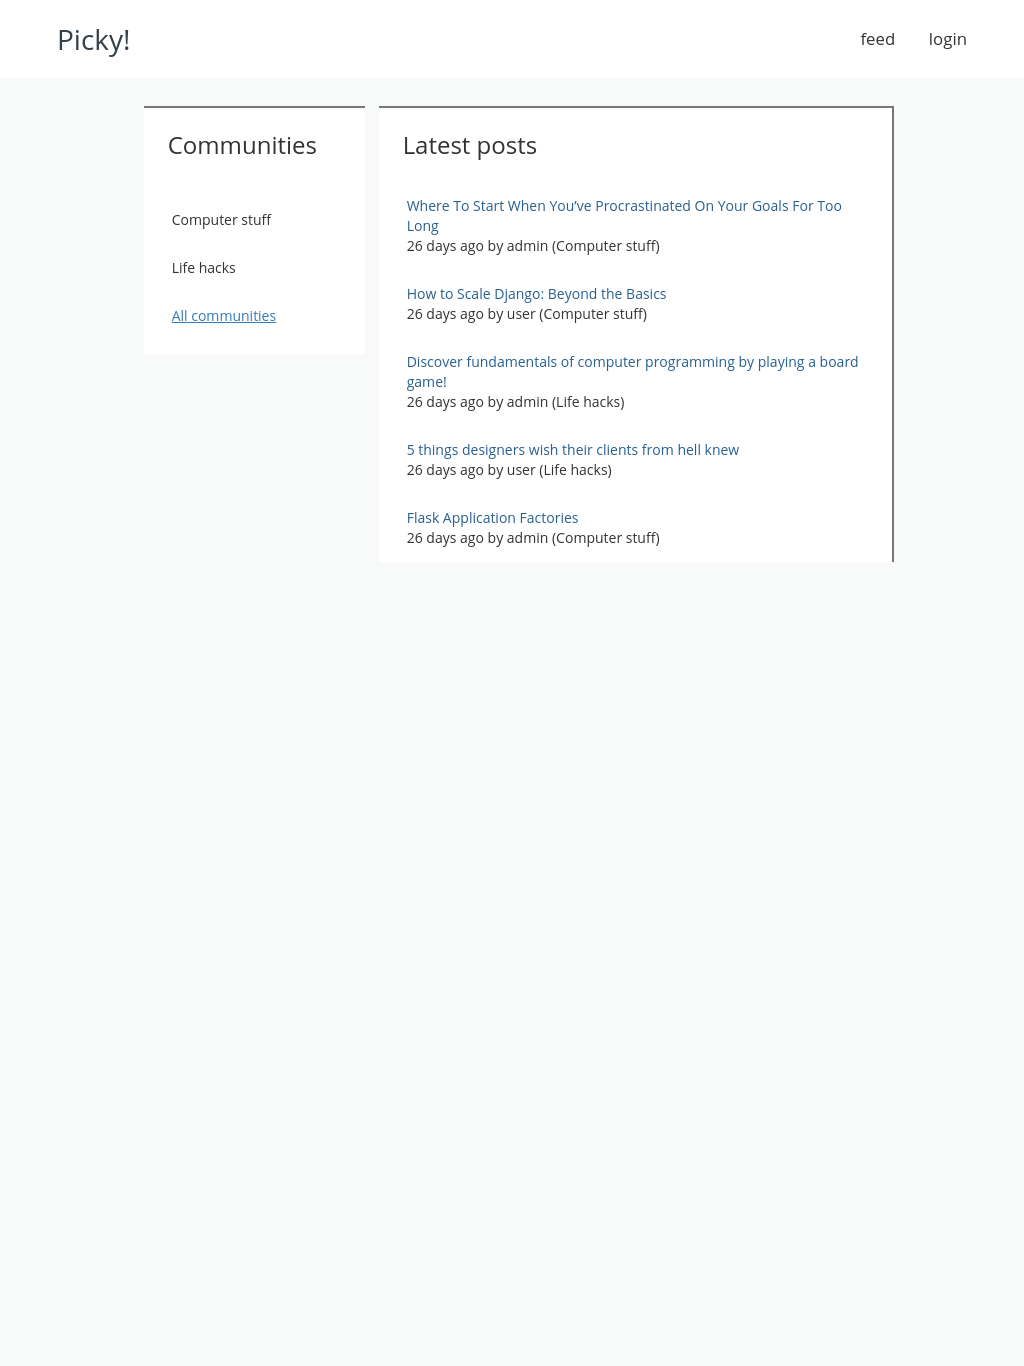 Picky!
feed
login
Communities
Computer stuff
Life hacks
All communities
Latest posts
Where To Start When You’ve Procrastinated On Your Goals For Too
Long
26 days ago by admin (Computer stuff)
How to Scale Django: Beyond the Basics
26 days ago by user (Computer stuff)
Discover fundamentals of computer programming by playing a board
game!
26 days ago by admin (Life hacks)
5 things designers wish their clients from hell knew
26 days ago by user (Life hacks)
Flask Application Factories
26 days ago by admin (Computer stuff)